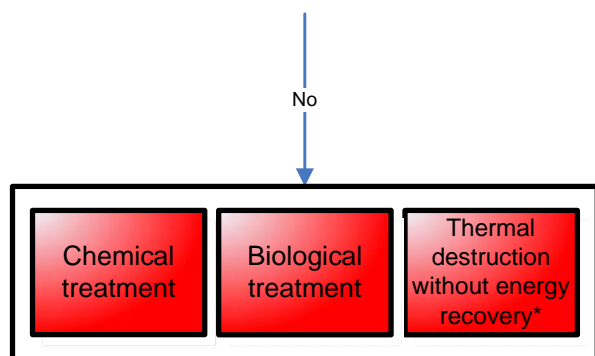 No
Chemical
treatment
Biological
treatment
Thermal
destruction
without energy
recovery*